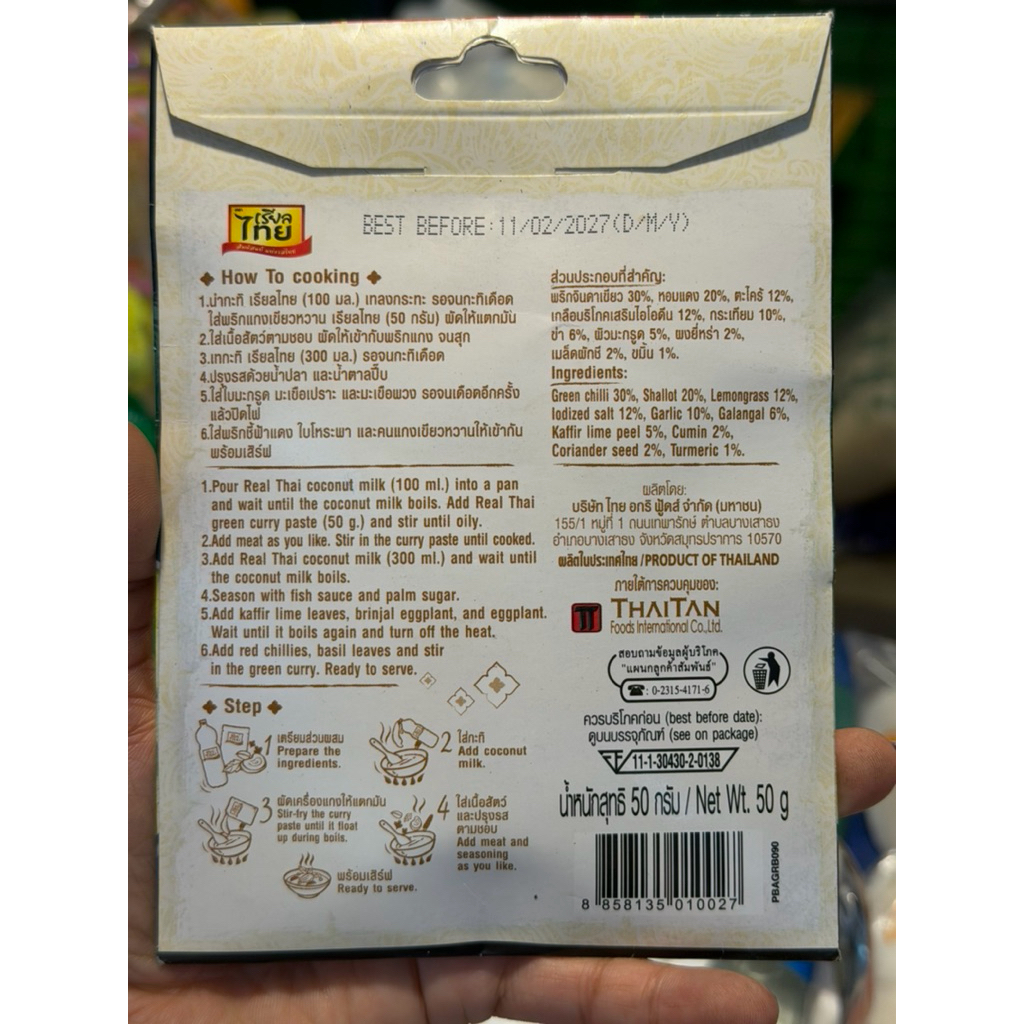 เรียล
ไทย
BEST BEFORE:11/02/2027(D/M/Y)
How To cooking
1.นำกะทิ เรียลไทย (100 มล.) เทลงกระทะ รอจนกะทิเดือด
ใส่พริกแกงเขียวหวาน เรียลไทย (50 กรัม) ผัดให้แตกมัน
2.ใส่เนื้อสัตว์ตามชอบ ผัดให้เข้ากับพริกแกง จนสุก
3.เทกะทิ เรียลไทย (300 มล.) รอจนกะทิเดือด
4.ปรุงรสด้วยน้ำปลา และน้ำตาลปี๊บ
5.ใส่ใบมะกรูด มะเขือเปราะ และมะเขือพวง รอจนเดือดอีกครั้ง
แล้วปิดไฟ
6.ใส่พริกชี้ฟ้าแดง ใบโหระพา และคนแกงเขียวหวานให้เข้ากัน
พร้อมเสิร์ฟ
1.Pour Real Thai coconut milk (100 ml.) into a pan
and wait until the coconut milk boils. Add Real Thai
green curry paste (50 g.) and stir until oily.
2.Add meat as you like. Stir in the curry paste until cooked.
3.Add Real Thai coconut milk (300 ml.) and wait until
the coconut milk boils.
4.Season with fish sauce and palm sugar.
5.Add kaffir lime leaves, brinjal eggplant, and eggplant.
Wait until it boils again and turn off the heat.
6.Add red chillies, basil leaves and stir
in the green curry. Ready to serve.
Step
1 เตรียมส่วนผสม
Prepare the
ingredients.
2 ใส่กะทิ
Add coconut
milk.
3 ผัดเครื่องแกงให้แตกมัน
Stir-fry the curry
paste until it float
up during boils.
4 ใส่เนื้อสัตว์
และปรุงรส
ตามชอบ
Add meat and
seasoning
as you like.
พร้อมเสิร์ฟ
Ready to serve.
ส่วนประกอบที่สำคัญ:
พริกจินดาเขียว 30%, หอมแดง 20%, ตะไคร้ 12%,
เกลือบริโภคเสริมไอโอดีน 12%, กระเทียม 10%,
ข่า 6%, ผิวมะกรูด 5%, ผงยี่หร่า 2%,
เมล็ดผักชี 2%, ขมิ้น 1%.
Ingredients:
Green chilli 30%, Shallot 20%, Lemongrass 12%,
Iodized salt 12%, Garlic 10%, Galangal 6%,
Kaffir lime peel 5%, Cumin 2%,
Coriander seed 2%, Turmeric 1%.
ผลิตโดย:
บริษัท ไทย อกริ ฟู้ดส์ จำกัด (มหาชน)
155/1 หมู่ที่ 1 ถนนเทพารักษ์ ตำบลบางเสาธง
อำเภอบางเสาธง จังหวัดสมุทรปราการ 10570
ผลิตในประเทศไทย/PRODUCT OF THAILAND
ภายใต้การควบคุมของ:
THAITAN
Foods International Co.,Ltd.
สอบถามข้อมูลผู้บริโภค
"แผนกลูกค้าสัมพันธ์"
☎: 0-2315-4171-6
ควรบริโภคก่อน (best before date):
ดูบนบรรจุภัณฑ์ (see on package)
11-1-30430-2-0138
น้ำหนักสุทธิ 50 กรัม / Net Wt. 50 g
8 858135 010027
PBAGRB090